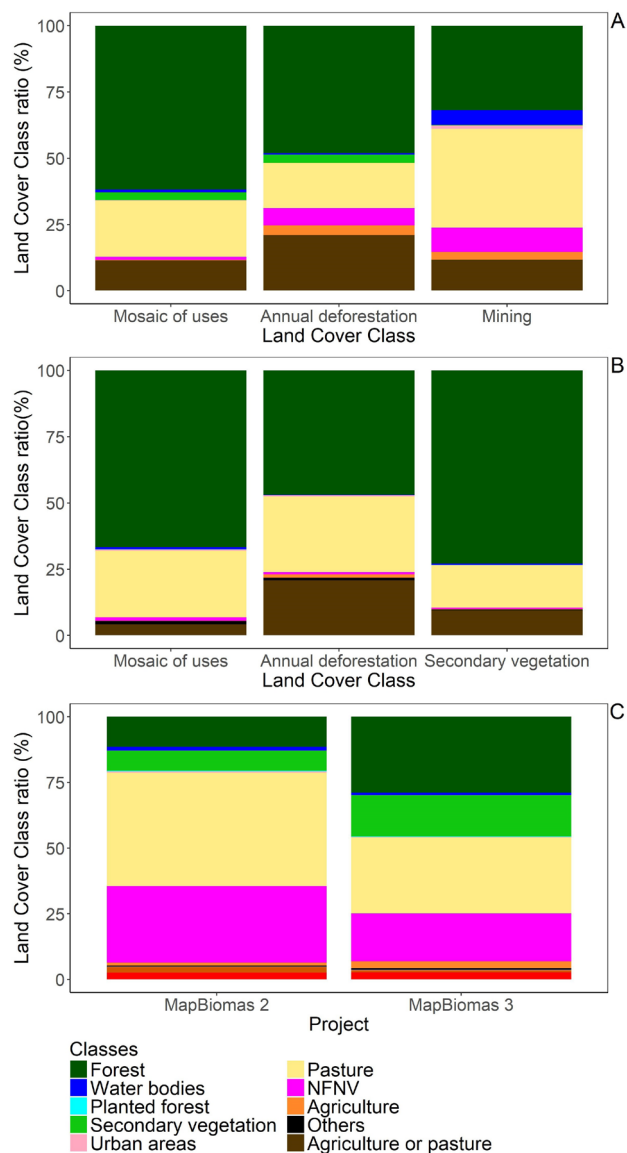 A
Land Cover Class ratio (%)
100
75
50
25
0
Mosaic of uses Annual deforestation Mining
Land Cover Class
B
Land Cover Class ratio(%)
100
75
50
25
0
Mosaic of uses Annual deforestation Secondary vegetation
Land Cover Class
C
Land Cover Class ratio (%)
100
75
50
25
0
MapBiomas 2 MapBiomas 3
Project
Classes
Forest
Water bodies
Planted forest
Secondary vegetation
Urban areas
Pasture
NFNV
Agriculture
Others
Agriculture or pasture